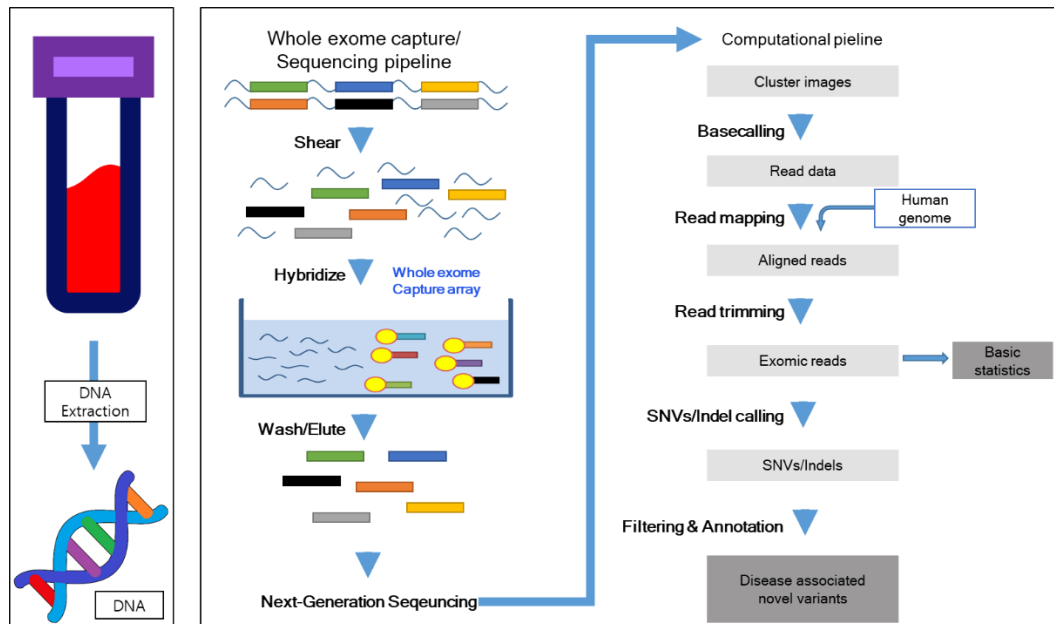 DNA
Extraction
DNA
Whole exome capture/
Sequencing pipeline
Shear
Hybridize
Whole exome
Capture array
Wash/Elute
Next-Generation Seqeuncing
Computational pieline
Cluster images
Basecalling
Read data
Read mapping
Human
genome
Aligned reads
Read trimming
Exomic reads
Basic
statistics
SNVs/Indel calling
SNVs/Indels
Filtering & Annotation
Disease associated
novel variants